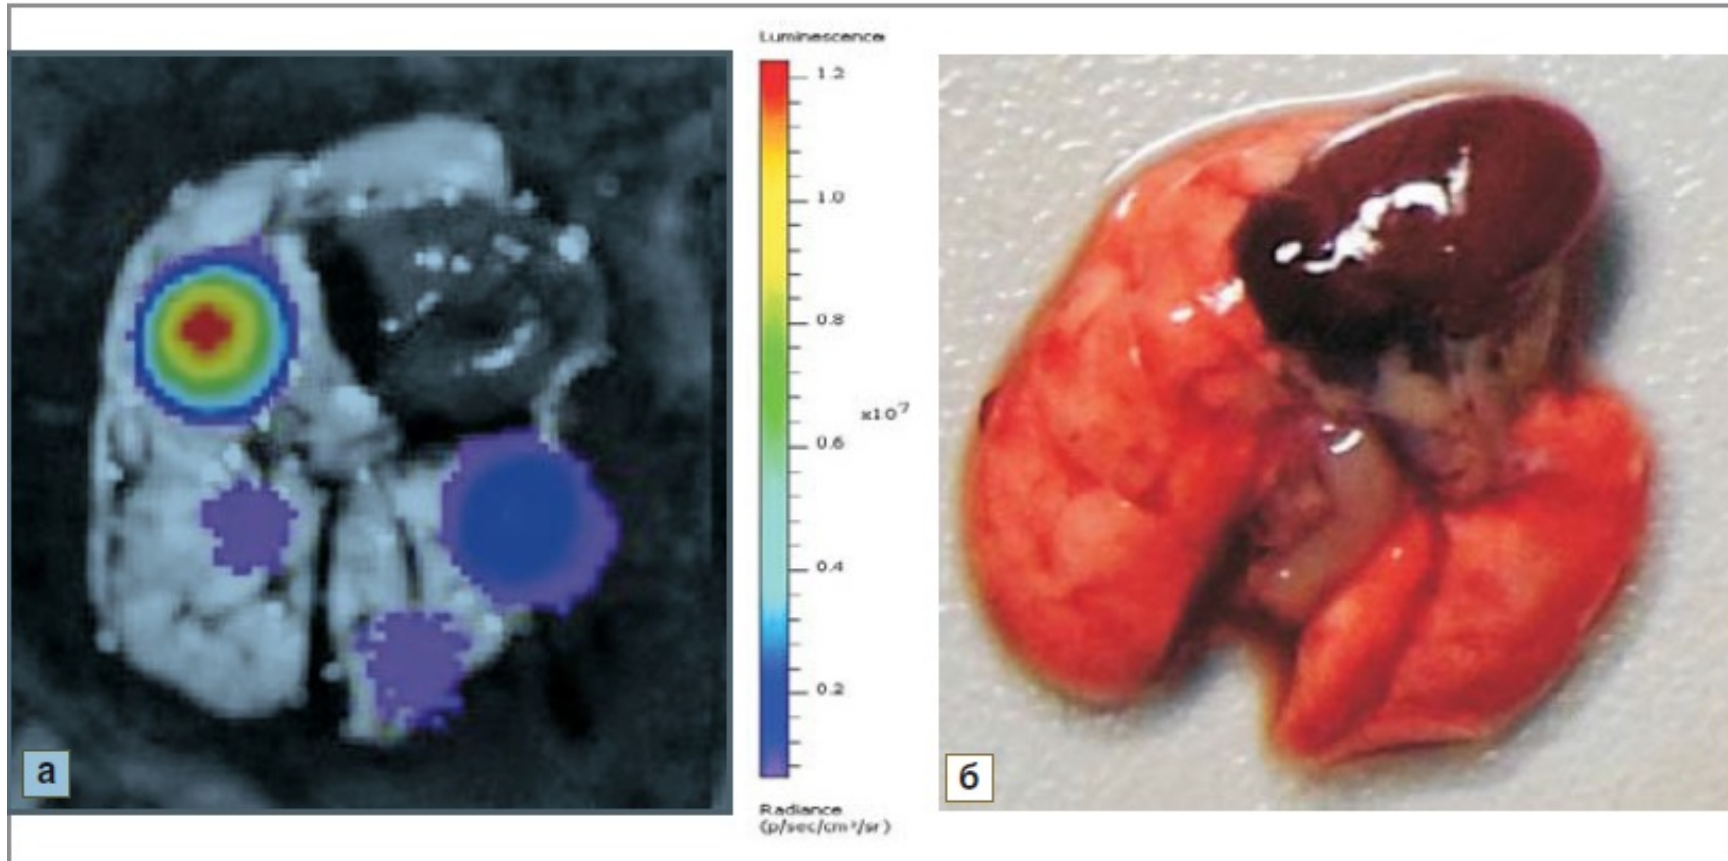 Luminescence
1.2
1.0
0.8
x10⁷
0.6
0.4
0.2
Radiance
(p/sec/cm²/sr)
а
б